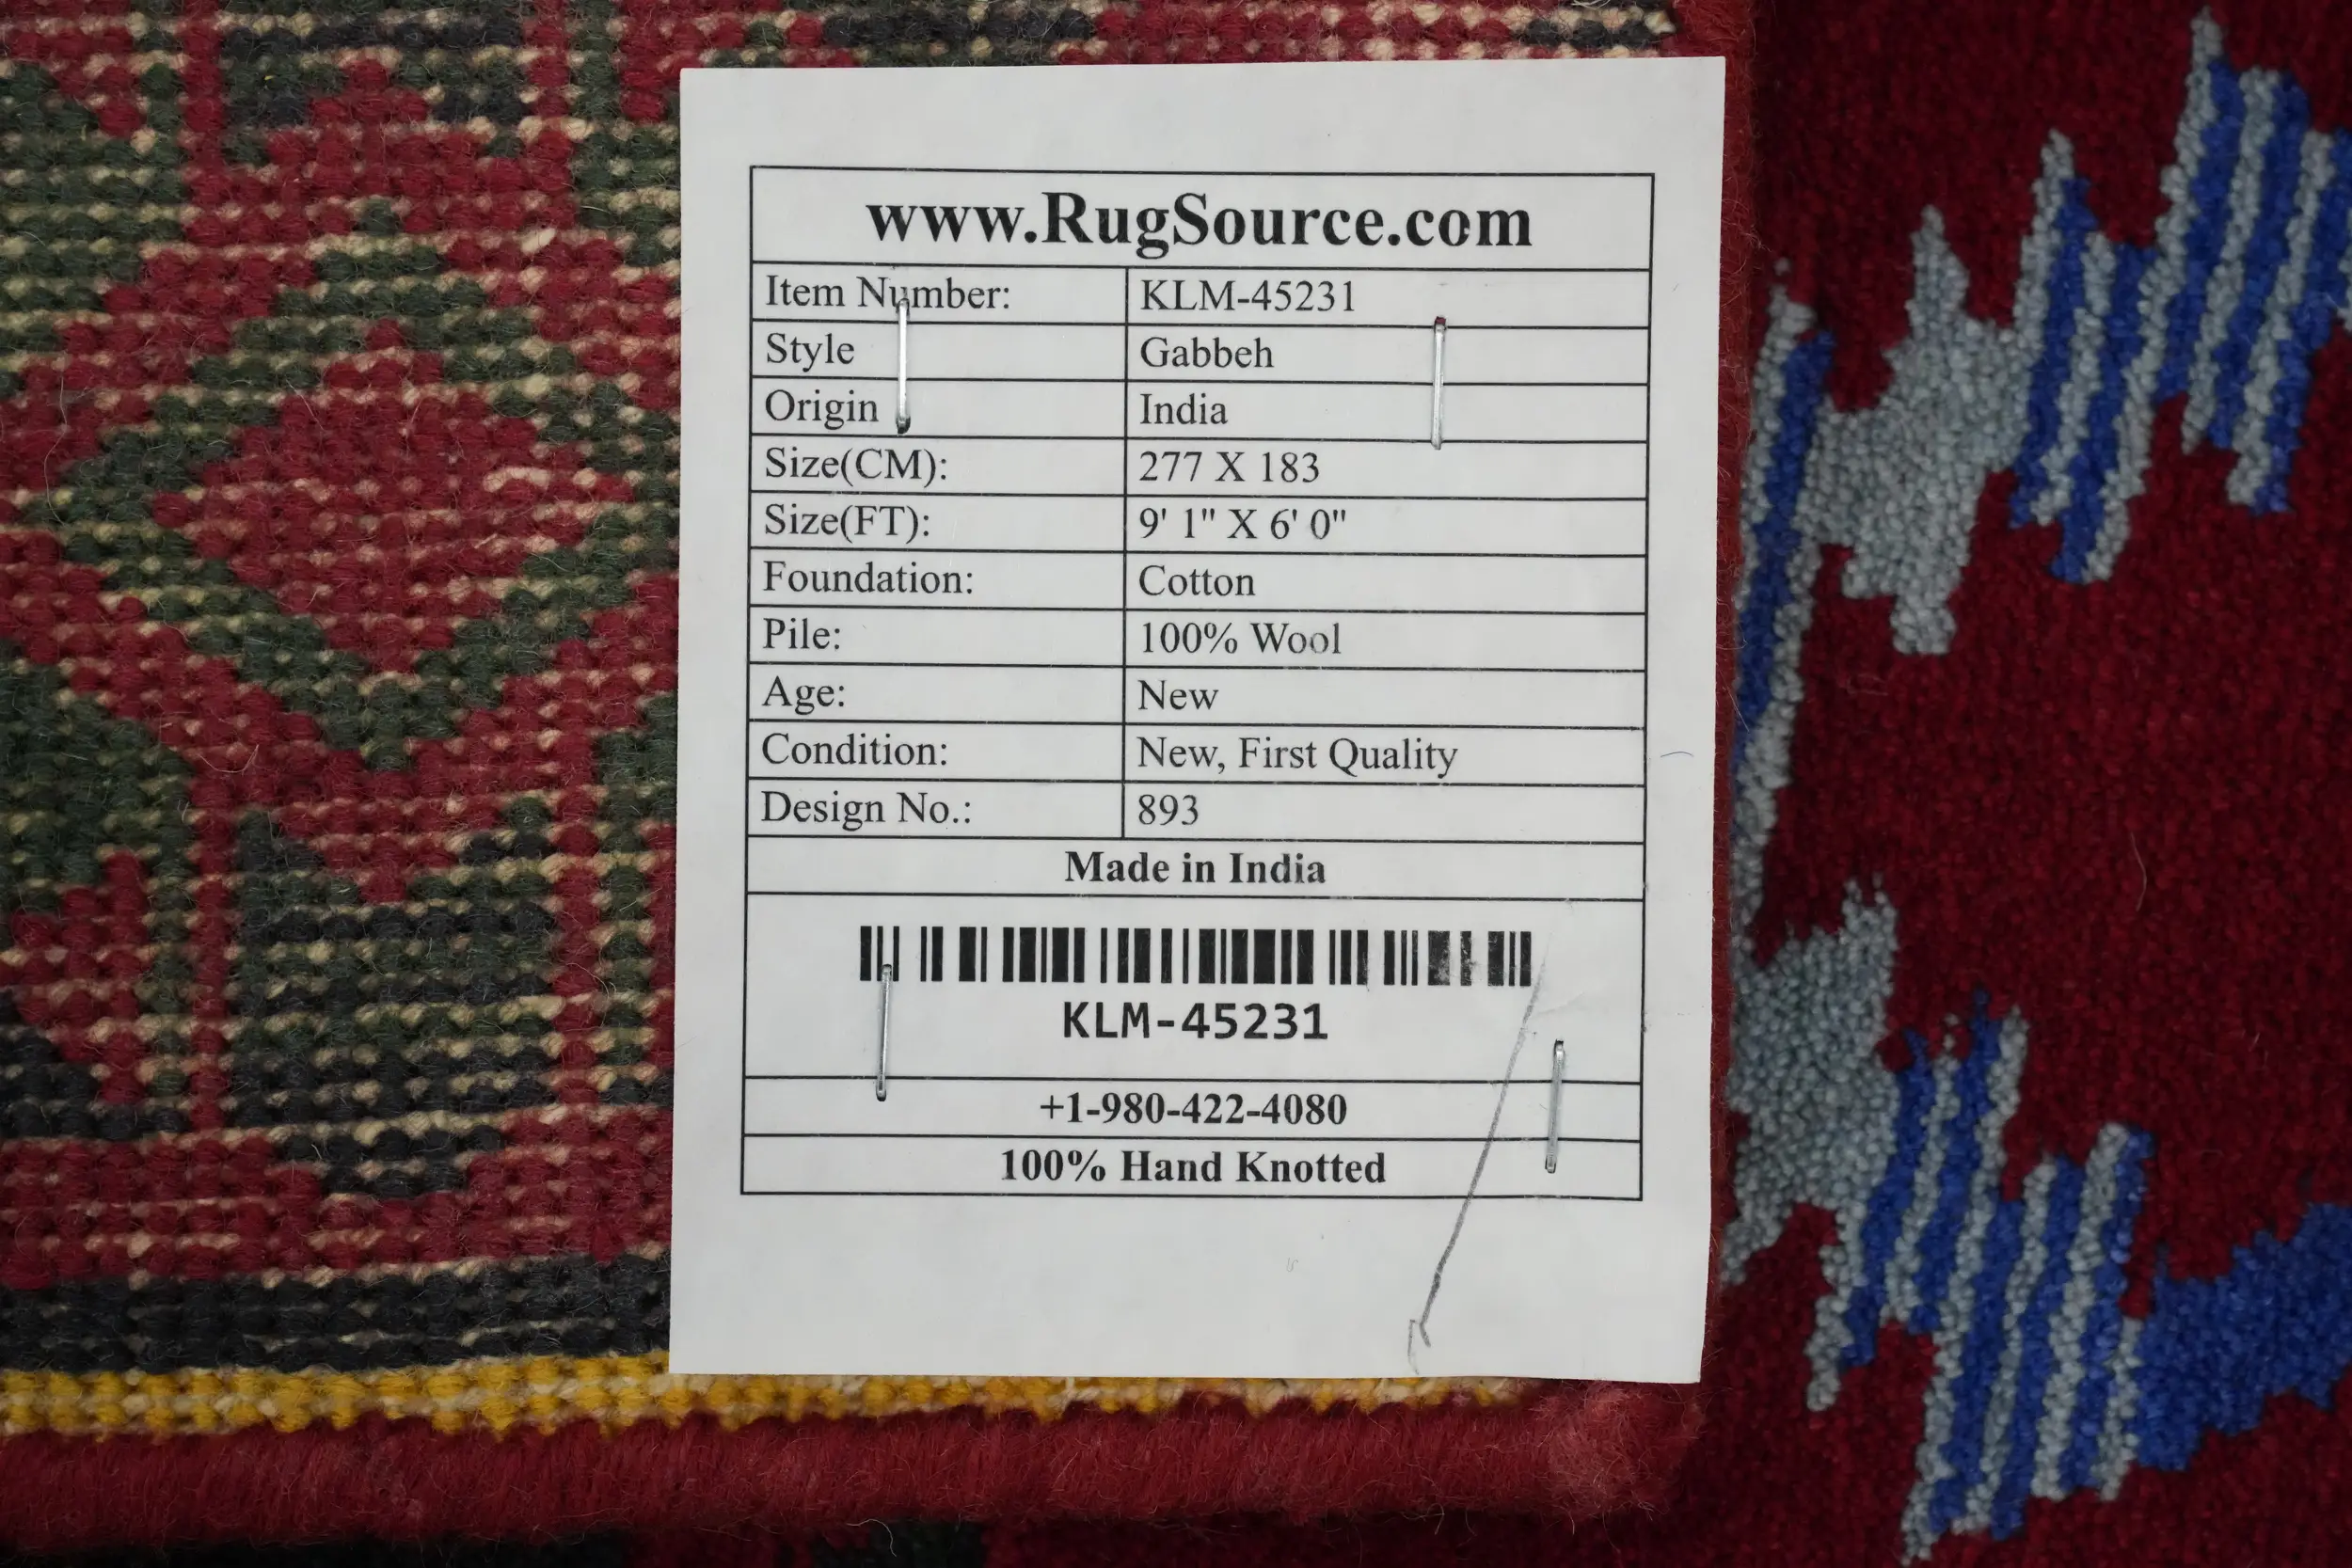 www.RugSource.com
Item Number: KLM-45231
Style Gabbeh
Origin India
Size(CM): 277 X 183
Size(FT): 9' 1" X 6' 0"
Foundation: Cotton
Pile: 100% Wool
Age: New
Condition: New, First Quality
Design No.: 893
Made in India
KLM-45231
+1-980-422-4080
100% Hand Knotted